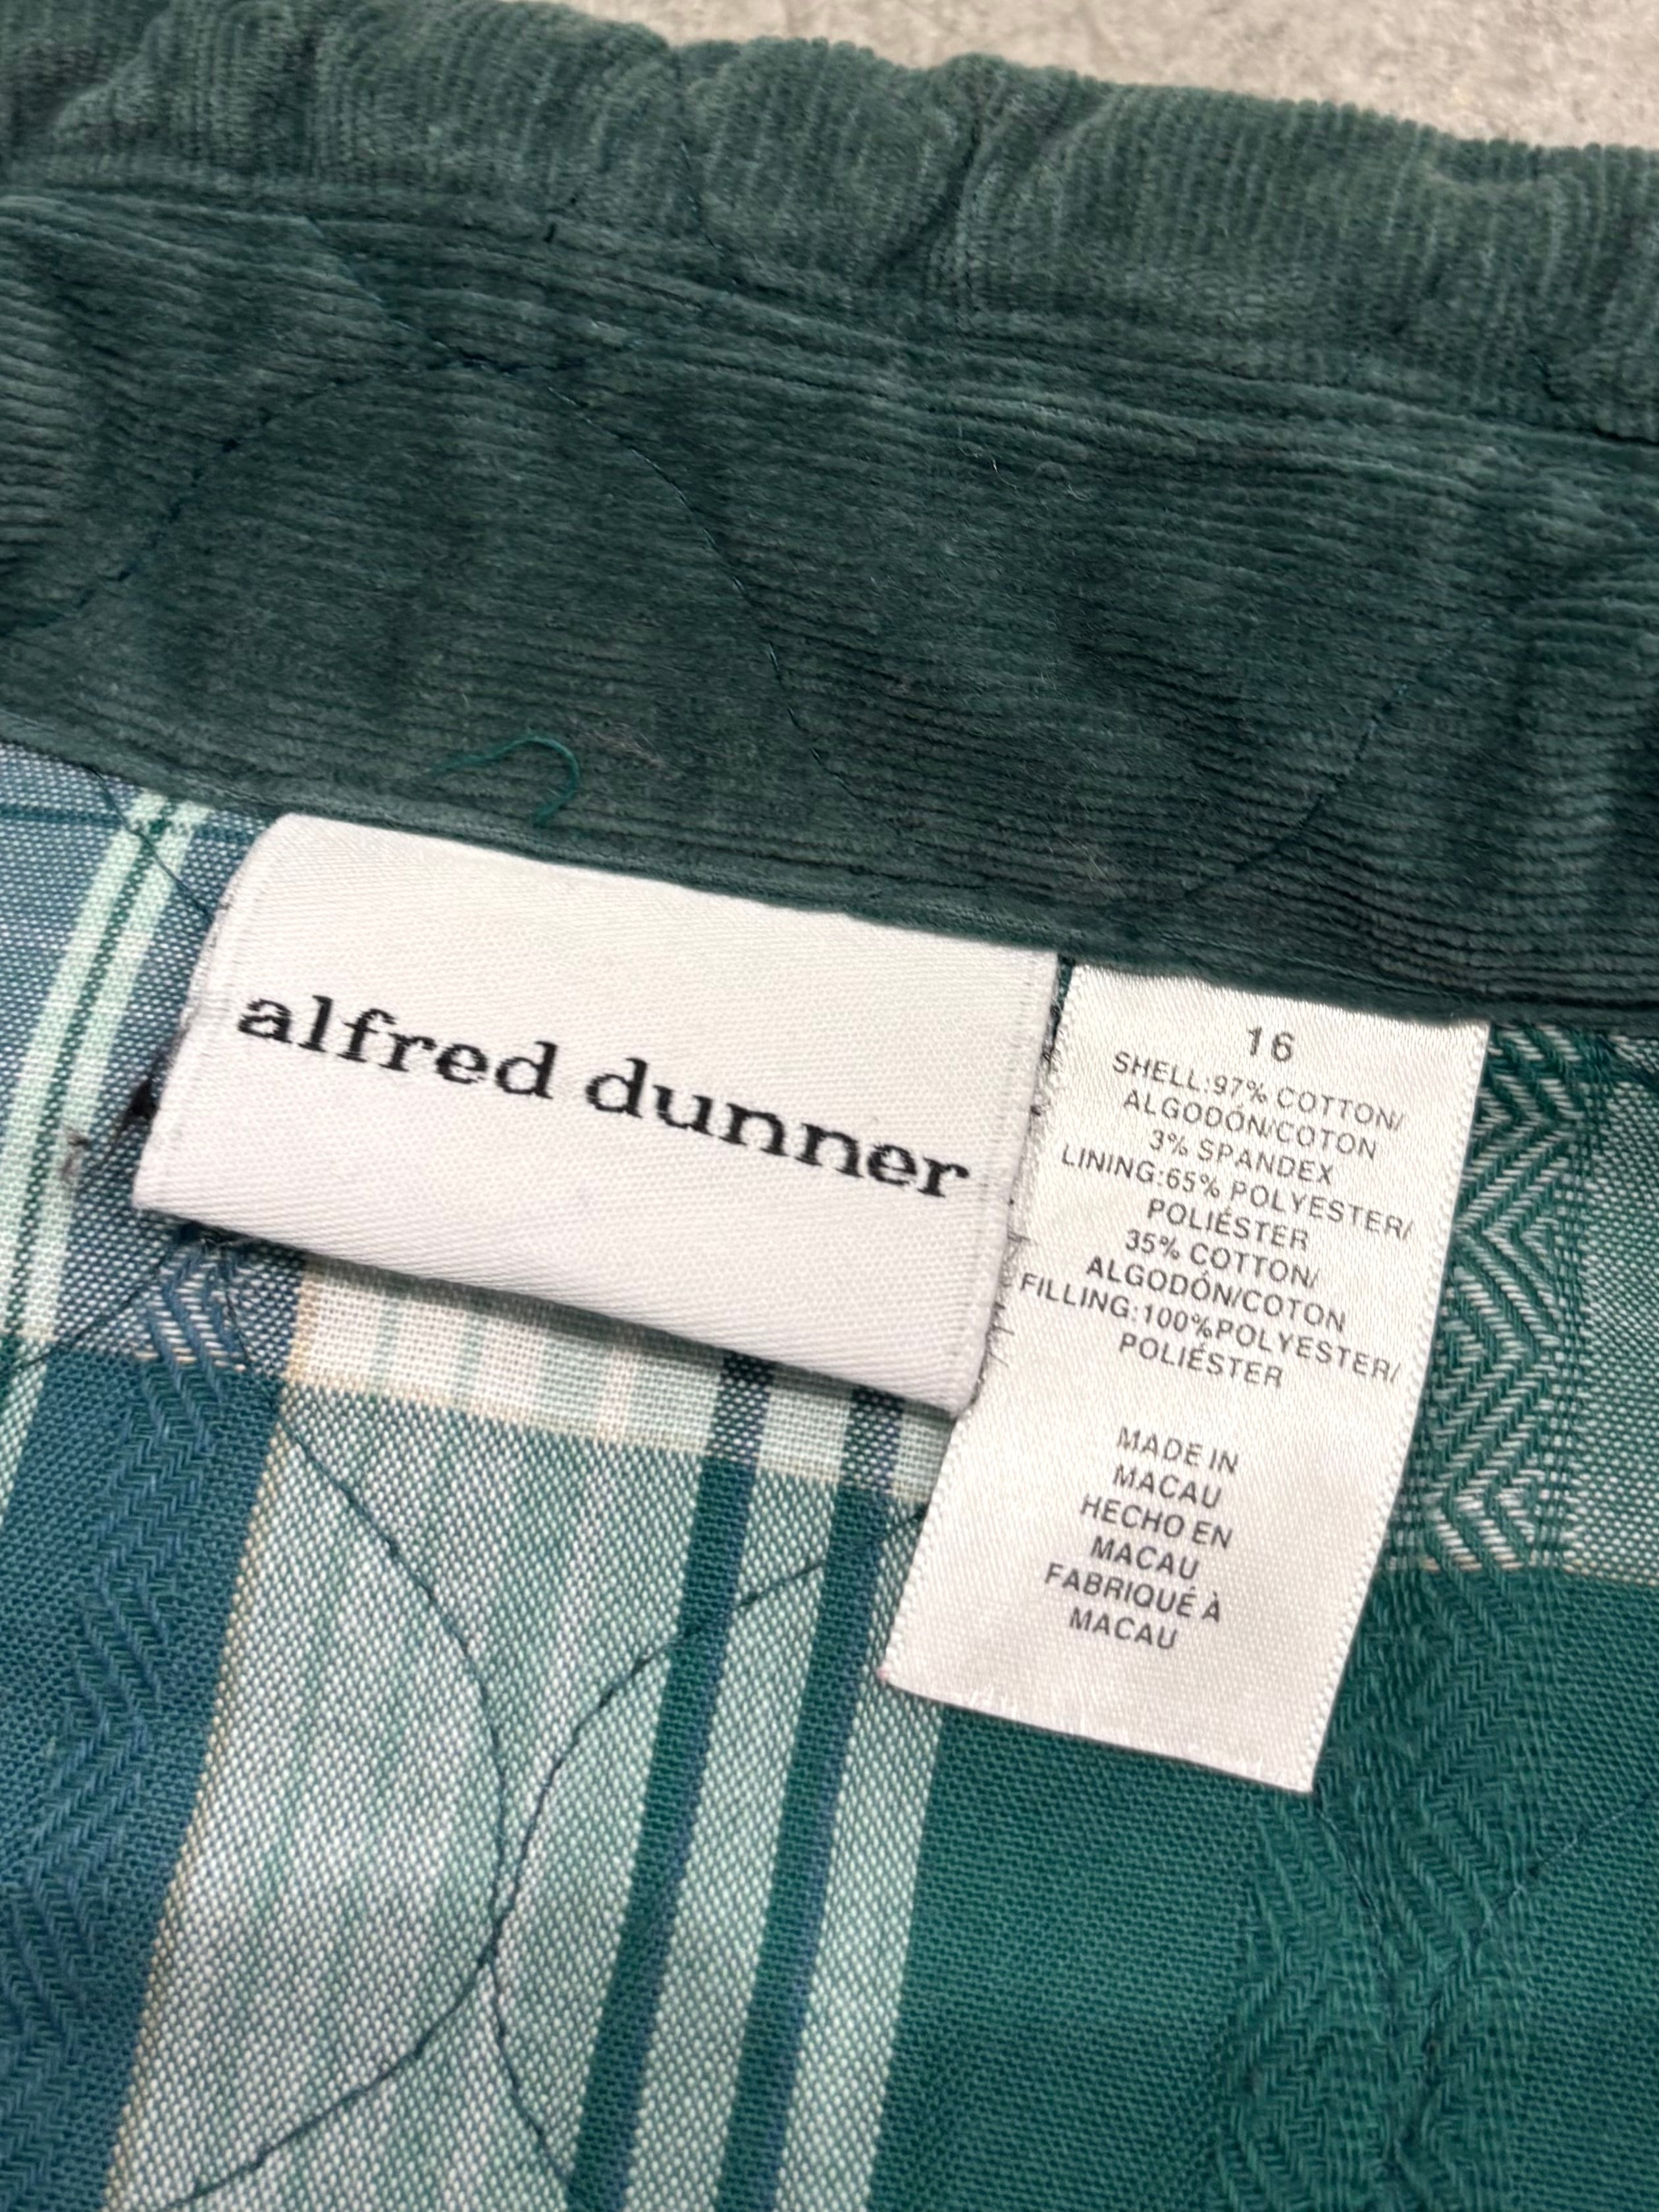 alfred dunner
16
SHELL:97% COTTON/
ALGODÓN/COTON
3% SPANDEX
LINING:65% POLYESTER/
POLIÉSTER
35% COTTON/
ALGODÓN/COTON
FILLING:100%POLYESTER/
POLIÉSTER
MADE IN
MACAU
HECHO EN
MACAU
FABRIQUÉ À
MACAU